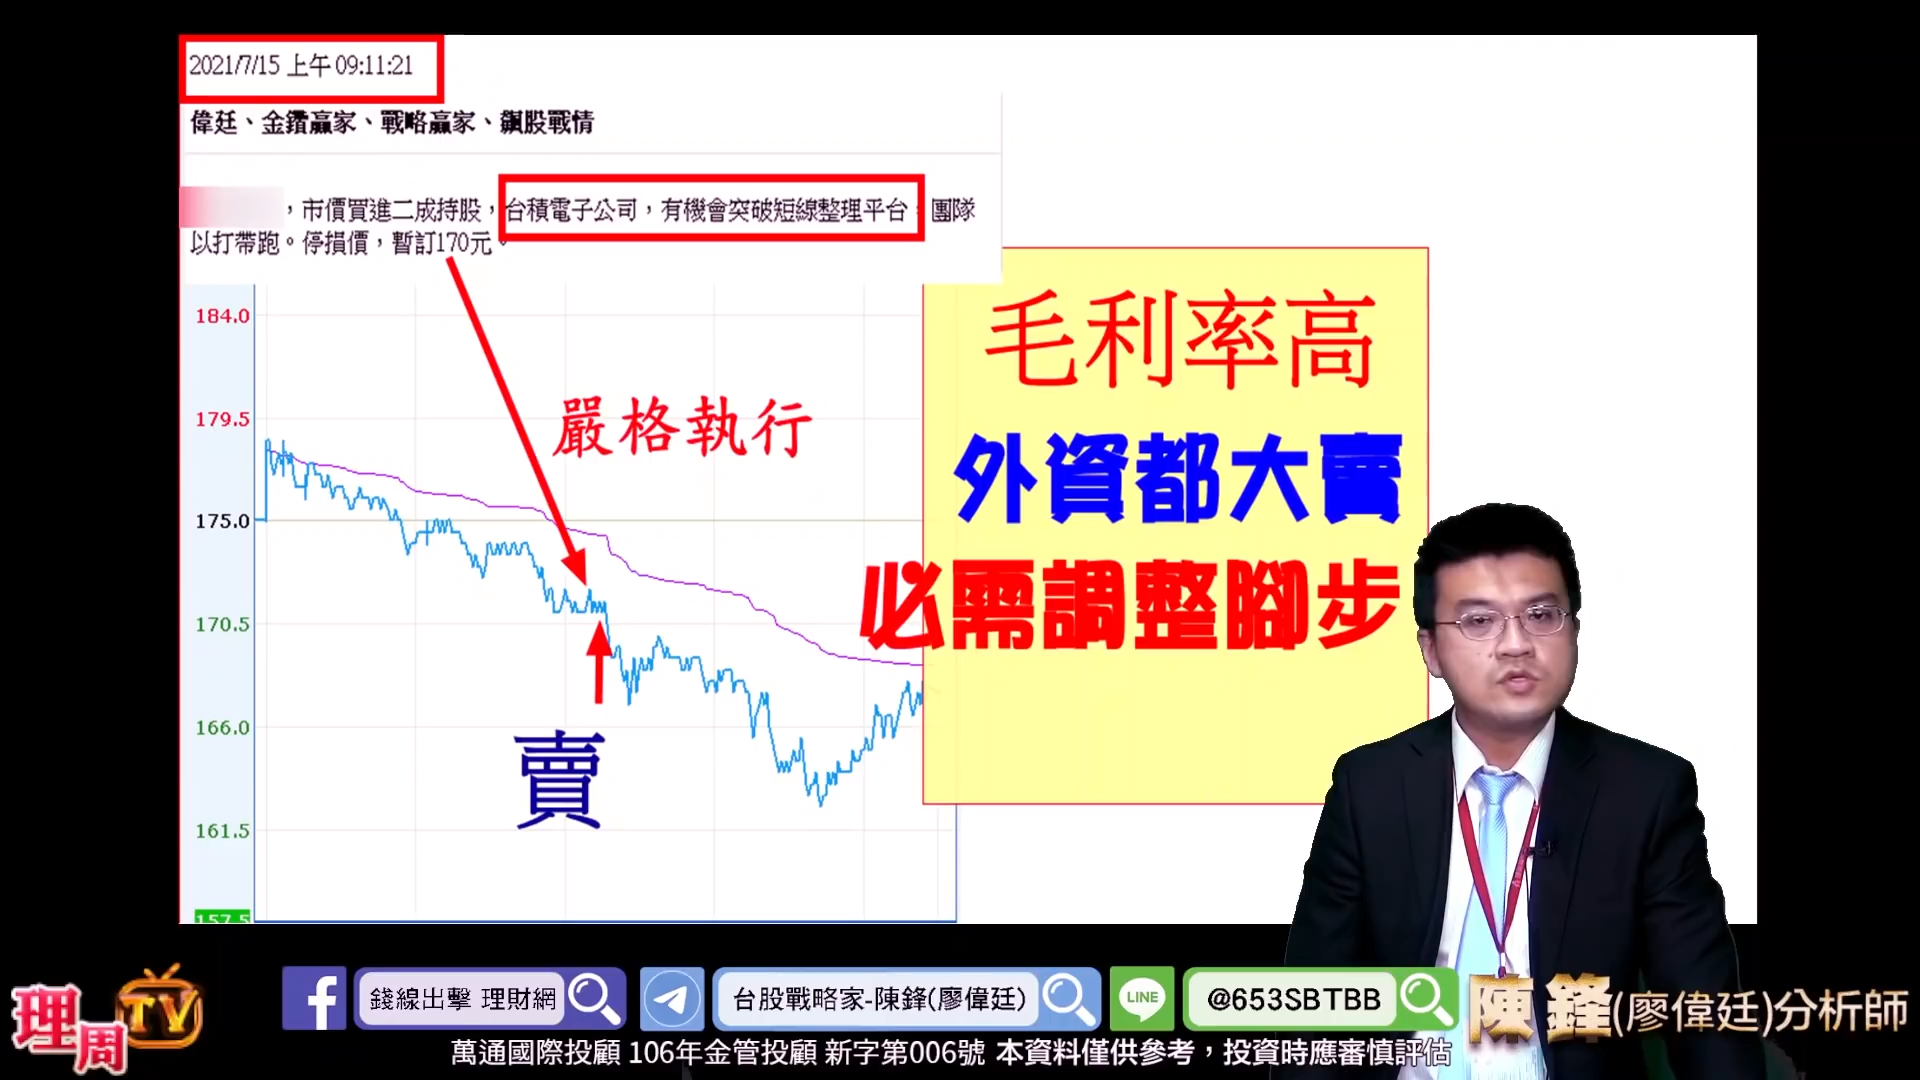 2021/7/15 上午 09:11:21
偉廷、金鑽贏家、戰略贏家、飆股戰情
，市價買進二成持股，台積電子公司，有機會突破短線整理平台。團隊
以打帶跑。停損價，暫訂170元。
184.0
179.5
175.0
170.5
166.0
161.5
157.5
嚴格執行
賣
毛利率高
外資都大賣
必需調整腳步
理周TV
錢線出擊 理財網
台股戰略家-陳鋒(廖偉廷)
LINE
@653SBTBB
陳鋒(廖偉廷)分析師
萬通國際投顧 106年金管投顧 新字第006號 本資料僅供參考，投資時應審慎評估